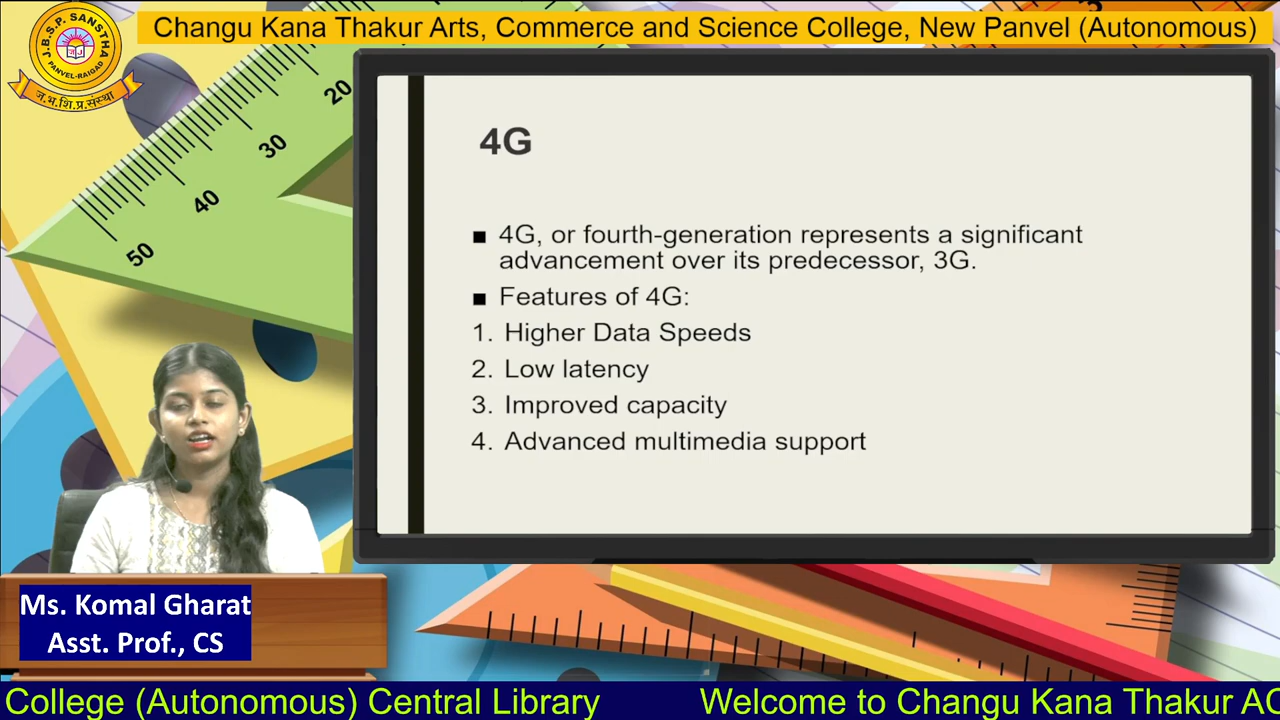 Changu Kana Thakur Arts, Commerce and Science College, New Panvel (Autonomous)
J.B.S.P. SANSTHA
PANVEL-RAIGAD
ज.भ.शि.प्र.संस्था
20
30
40
50
4G
■ 4G, or fourth-generation represents a significant
advancement over its predecessor, 3G.
■ Features of 4G:
1. Higher Data Speeds
2. Low latency
3. Improved capacity
4. Advanced multimedia support
Ms. Komal Gharat
Asst. Prof., CS
College (Autonomous) Central Library Welcome to Changu Kana Thakur AC